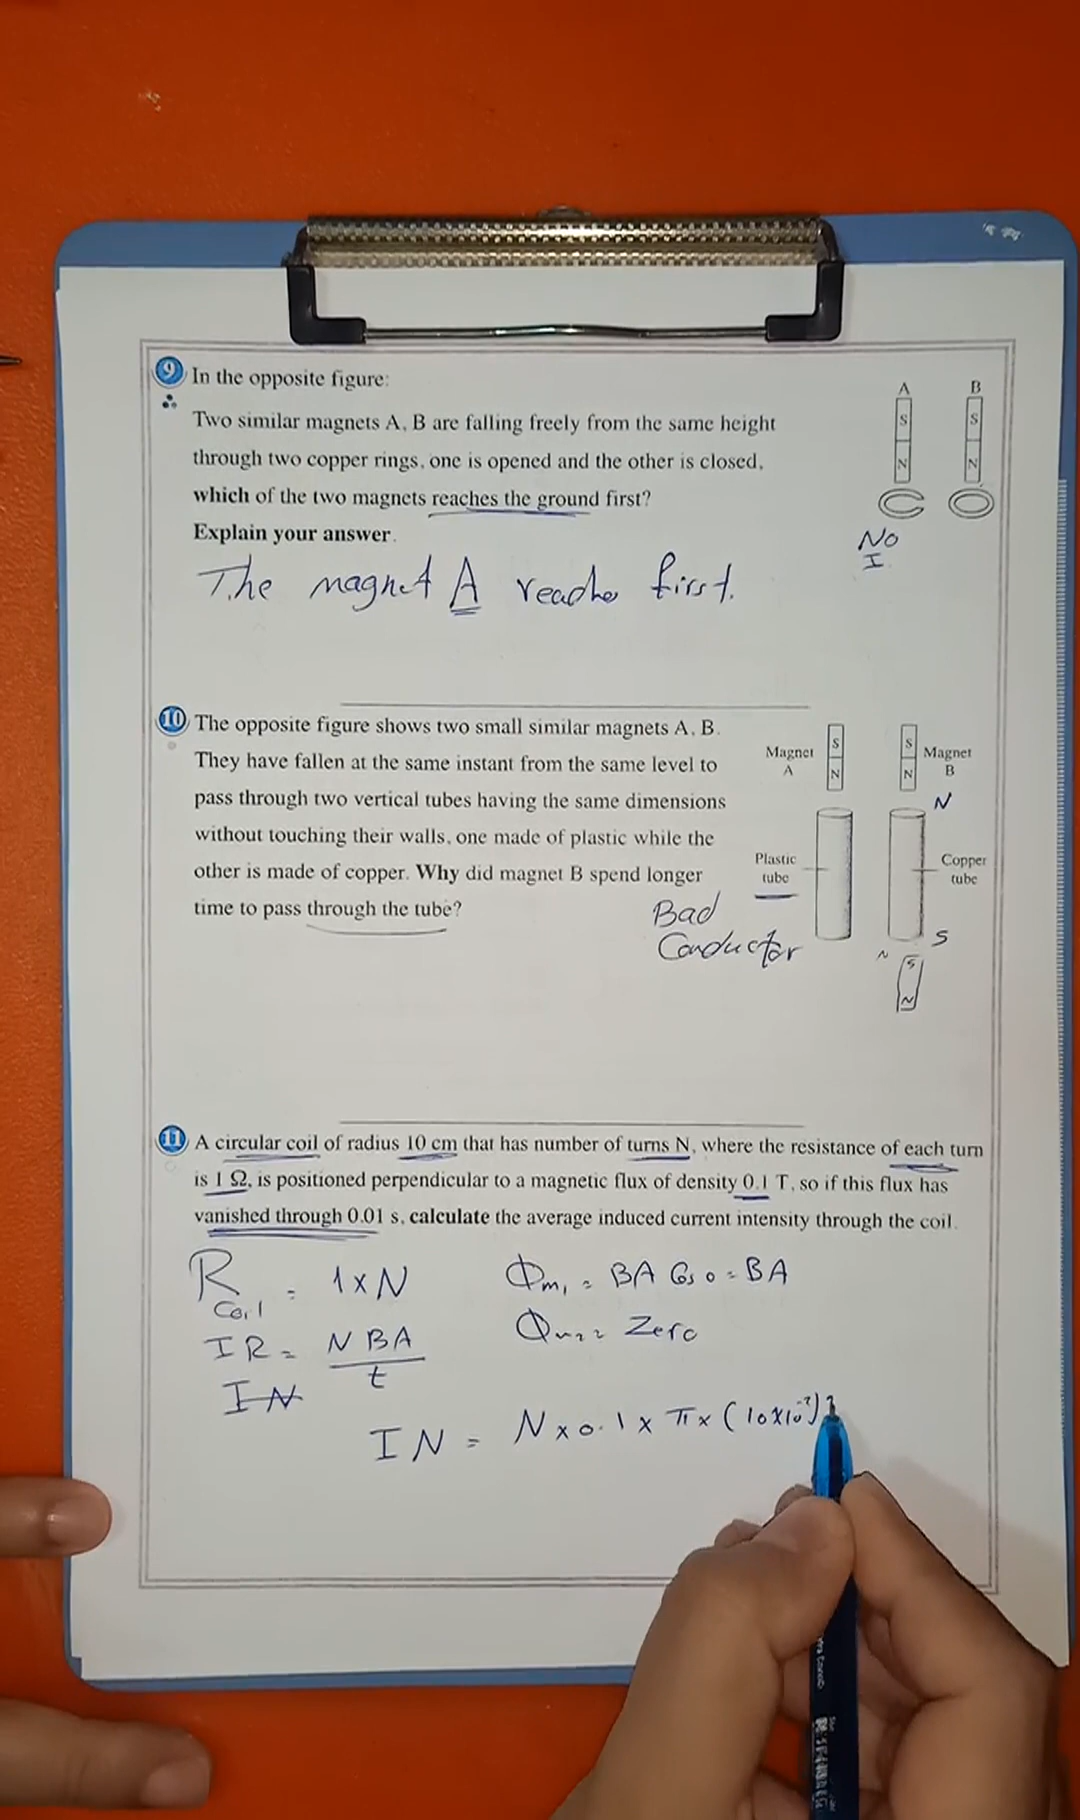 9 In the opposite figure:
Two similar magnets A, B are falling freely from the same height
through two copper rings, one is opened and the other is closed,
which of the two magnets reaches the ground first?
Explain your answer.
A B
S S
N N
No
I
The magnet A reaches first.
10 The opposite figure shows two small similar magnets A, B.
They have fallen at the same instant from the same level to
pass through two vertical tubes having the same dimensions
without touching their walls, one made of plastic while the
other is made of copper. Why did magnet B spend longer
time to pass through the tube?
Magnet A
S S
N N
Magnet B
N
Plastic tube
Copper tube
Bad
Conductor
S
N S
N
11 A circular coil of radius 10 cm that has number of turns N, where the resistance of each turn
is 1 Ω, is positioned perpendicular to a magnetic flux of density 0.1 T, so if this flux has
vanished through 0.01 s, calculate the average induced current intensity through the coil.
R coil = 1 x N
Φm1 = BA Cos 0 = BA
IR = NBA / t
Φm2 = Zero
IN
IN = N x 0.1 x π x (10x10⁻²)²